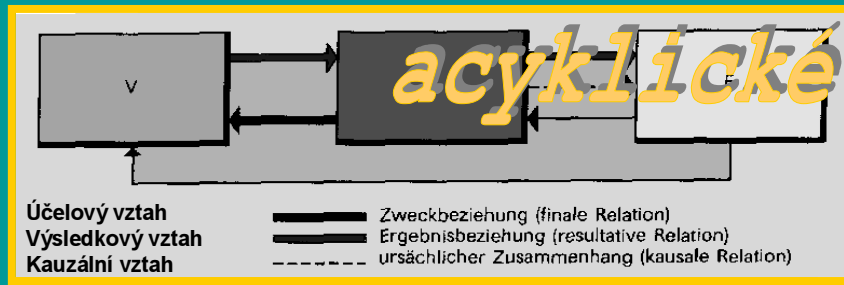 acyklické
V
Účelový vztah Zweckbeziehung (finale Relation)
Výsledkový vztah Ergebnisbeziehung (resultative Relation)
Kauzální vztah ursächlicher Zusammenhang (kausale Relation)